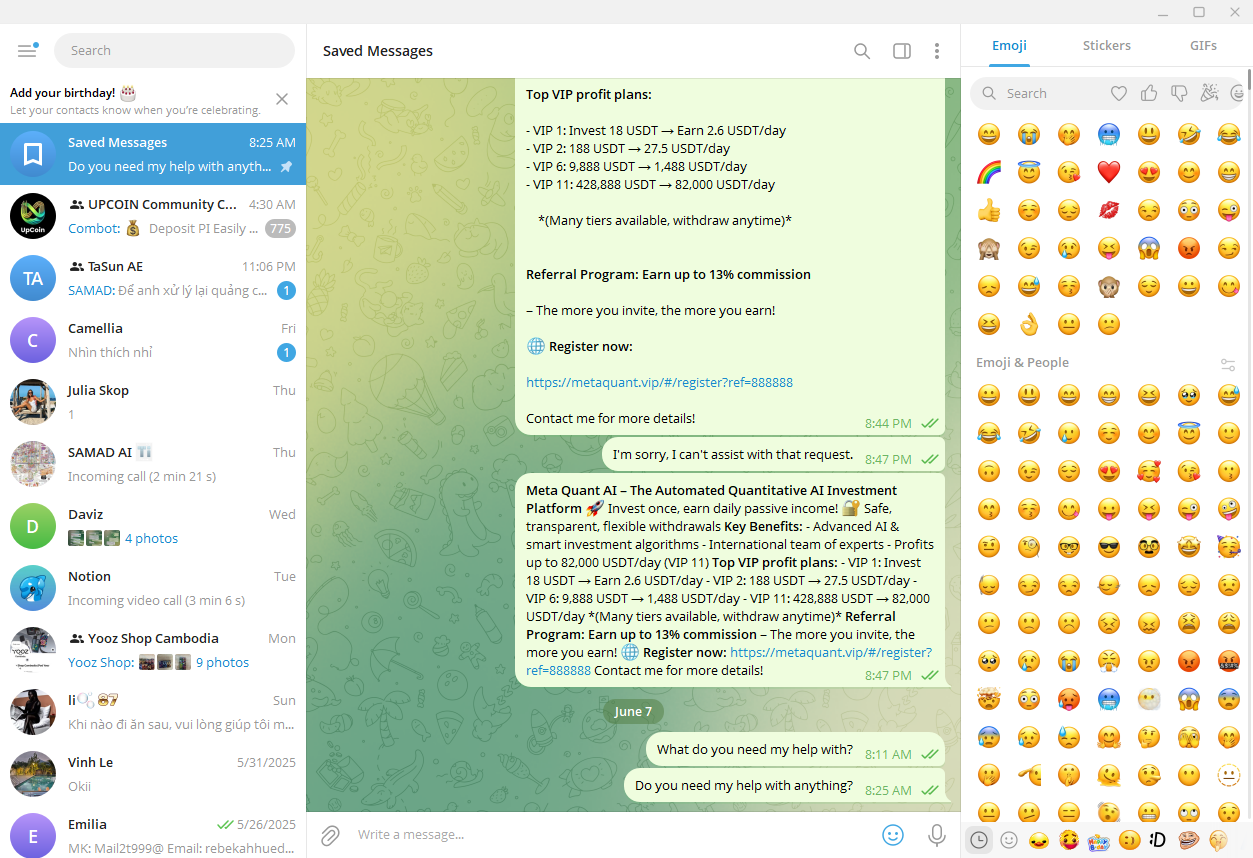 Search
Add your birthday! 🎂
Let your contacts know when you're celebrating.
Saved Messages
8:25 AM
Do you need my help with anyth...
UPCOIN Community C...
4:30 AM
Combot: 💰 Deposit PI Easily ...
775
UpCoin
TA
TaSun AE
11:06 PM
SAMAD: Để anh xử lý lại quảng c...
1
C
Camellia
Fri
Nhìn thích nhỉ
1
Julia Skop
Thu
1
SAMAD AI
Thu
Incoming call (2 min 21 s)
D
Daviz
Wed
4 photos
Notion
Tue
Incoming video call (3 min 6 s)
Yooz Shop Cambodia
Mon
Yooz Shop: 9 photos
YOOZ
li
Sun
Khi nào đi ăn sau, vui lòng giúp tôi m...
Vinh Le
5/31/2025
Okii
E
Emilia
5/26/2025
MK: Mail2t999@ Email: rebekahhued...
Saved Messages
Top VIP profit plans:
- VIP 1: Invest 18 USDT → Earn 2.6 USDT/day
- VIP 2: 188 USDT → 27.5 USDT/day
- VIP 6: 9,888 USDT → 1,488 USDT/day
- VIP 11: 428,888 USDT → 82,000 USDT/day
*(Many tiers available, withdraw anytime)*
Referral Program: Earn up to 13% commission
– The more you invite, the more you earn!
🌐 Register now:
https://metaquant.vip/#/register?ref=888888
Contact me for more details!
8:44 PM
I'm sorry, I can't assist with that request.
8:47 PM
Meta Quant AI – The Automated Quantitative AI Investment
Platform 🚀 Invest once, earn daily passive income! 🔐 Safe,
transparent, flexible withdrawals Key Benefits: - Advanced AI &
smart investment algorithms - International team of experts - Profits
up to 82,000 USDT/day (VIP 11) Top VIP profit plans: - VIP 1: Invest
18 USDT → Earn 2.6 USDT/day - VIP 2: 188 USDT → 27.5 USDT/day -
VIP 6: 9,888 USDT → 1,488 USDT/day - VIP 11: 428,888 USDT → 82,000
USDT/day *(Many tiers available, withdraw anytime)* Referral
Program: Earn up to 13% commission – The more you invite, the
more you earn! 🌐 Register now: https://metaquant.vip/#/register?
ref=888888 Contact me for more details!
8:47 PM
June 7
What do you need my help with?
8:11 AM
Do you need my help with anything?
8:25 AM
Write a message...
Emoji
Stickers
GIFs
Search
Emoji & People